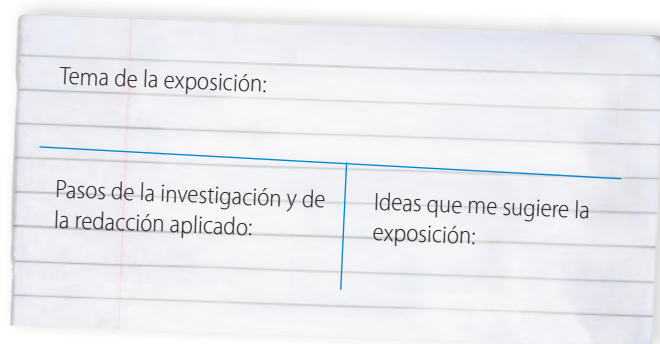 Tema de la exposición:
Pasos de la investigación y de
la redacción aplicado:
Ideas que me sugiere la
exposición: